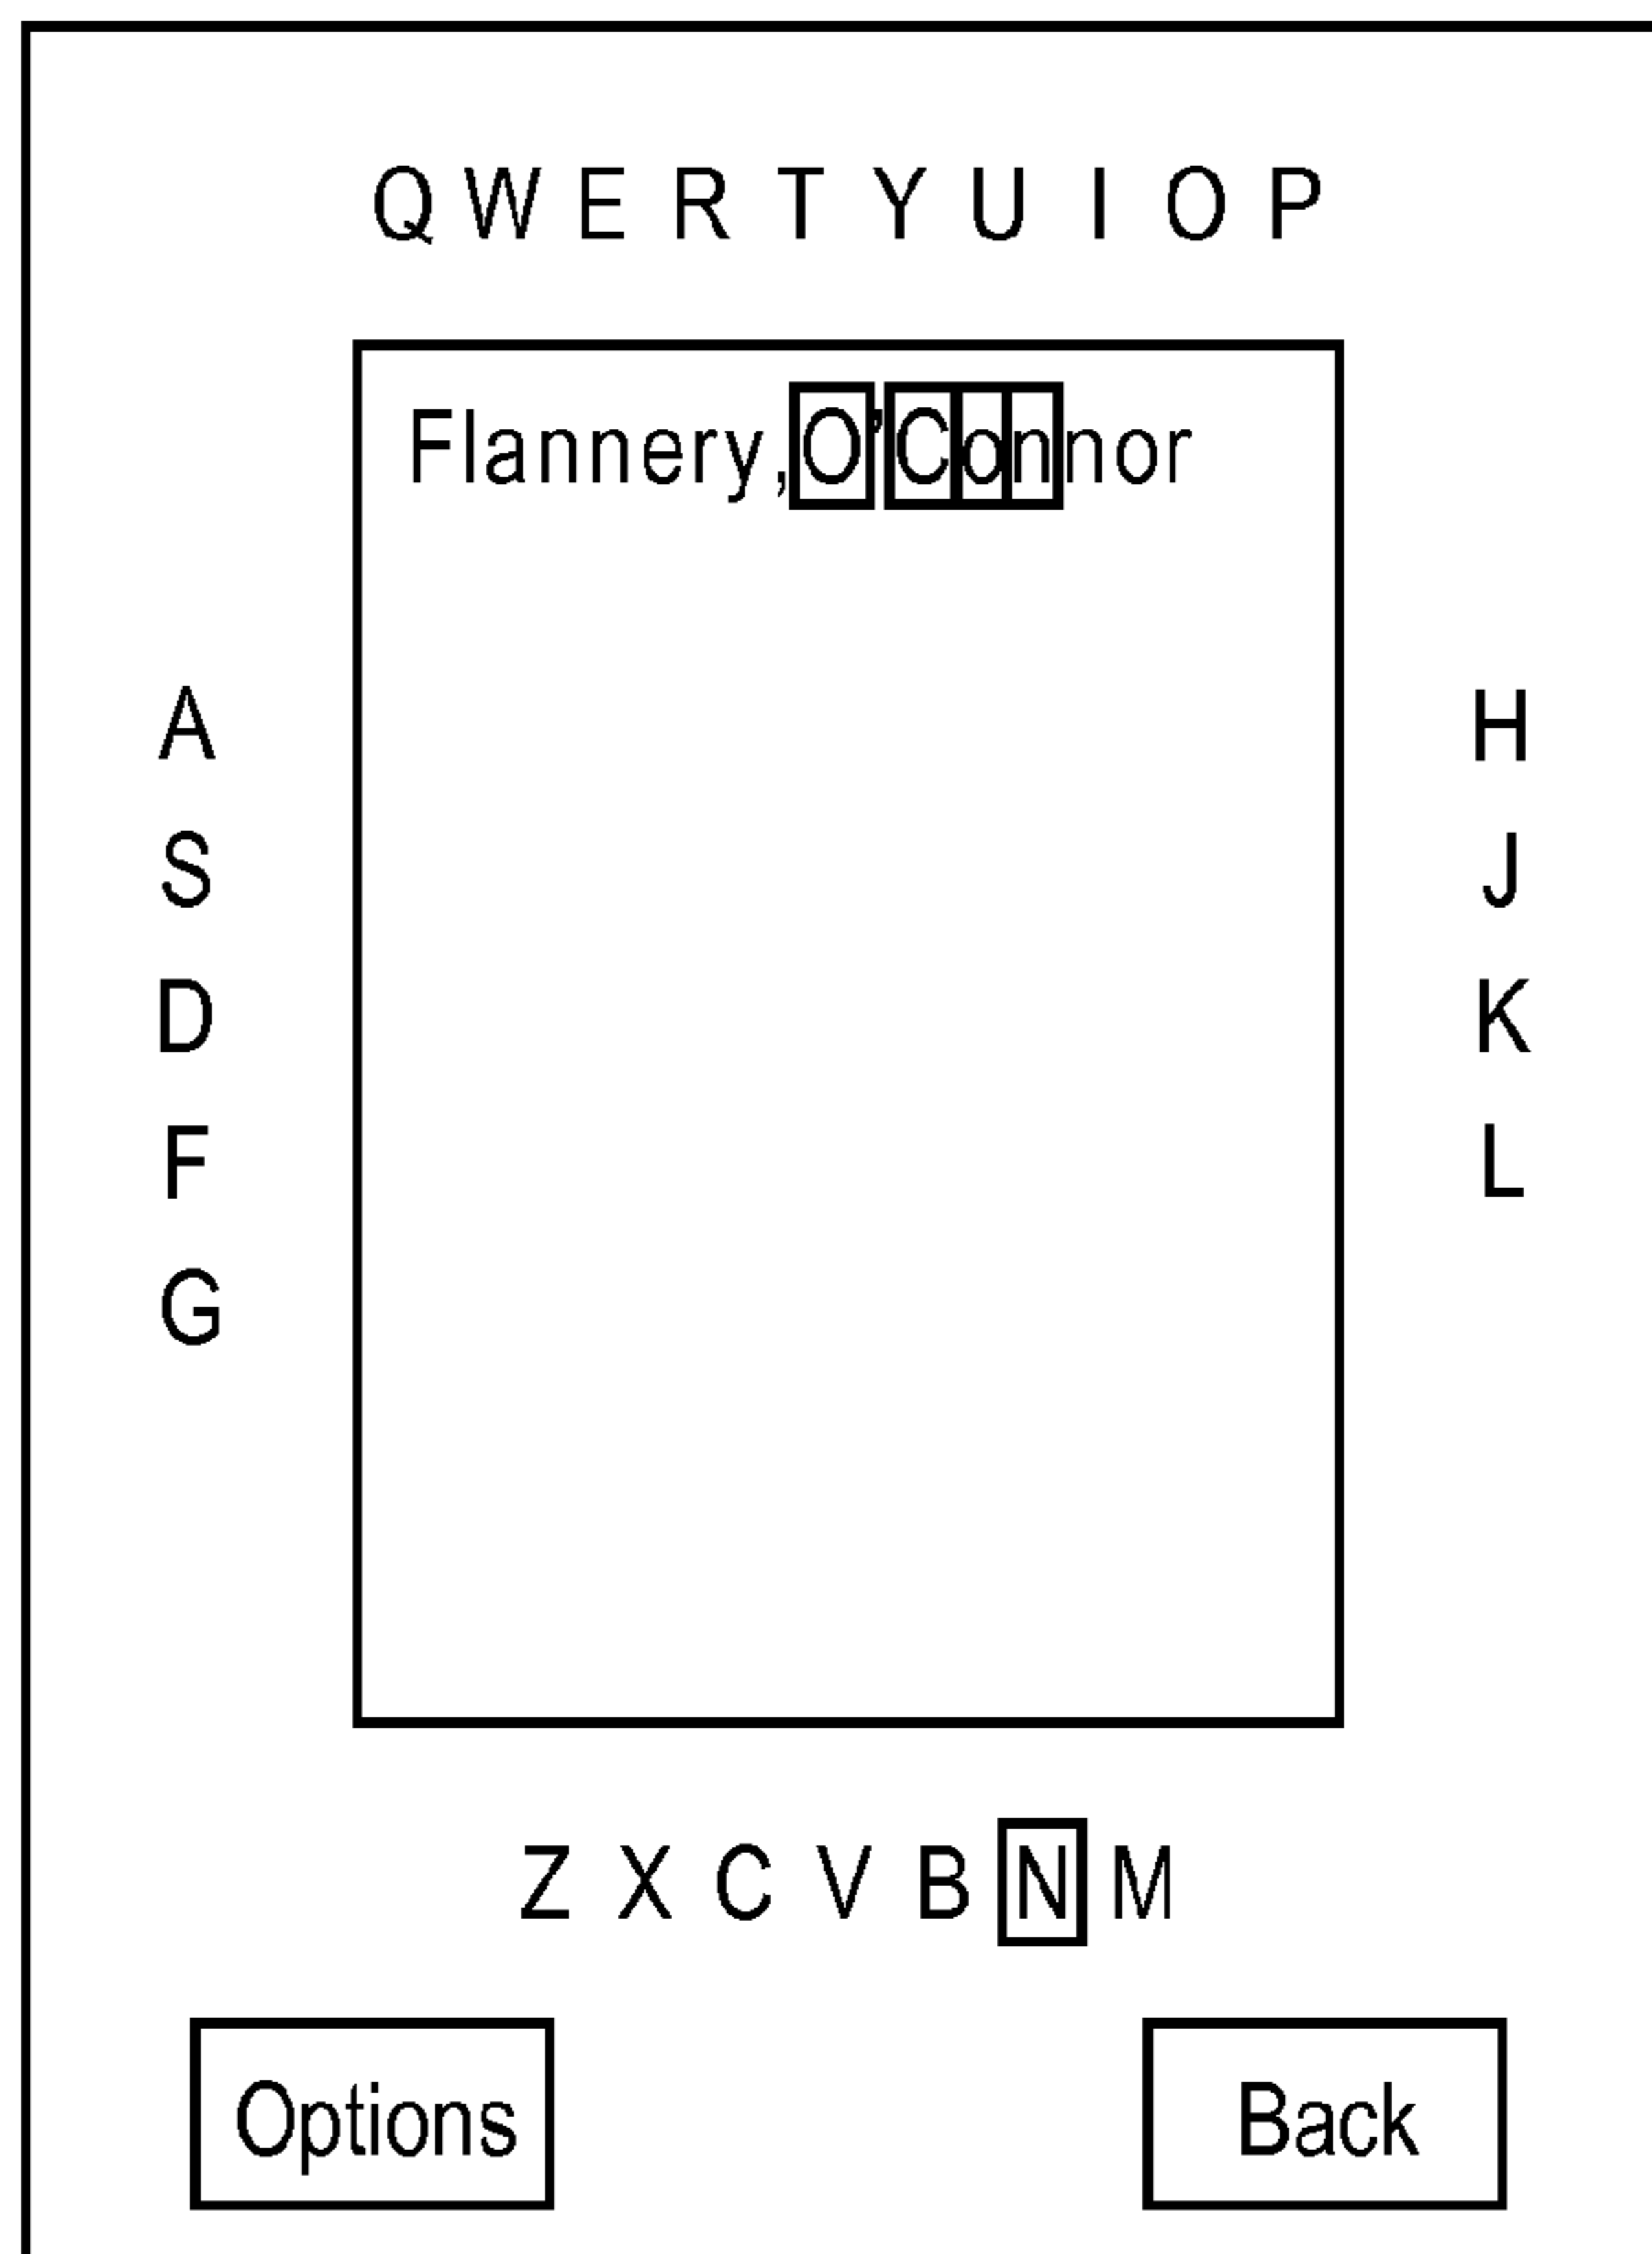 Q W E R T Y U I O P
Flannery, O'Connor
A
S
D
F
G
H
J
K
L
Z X C V B N M
Options
Back